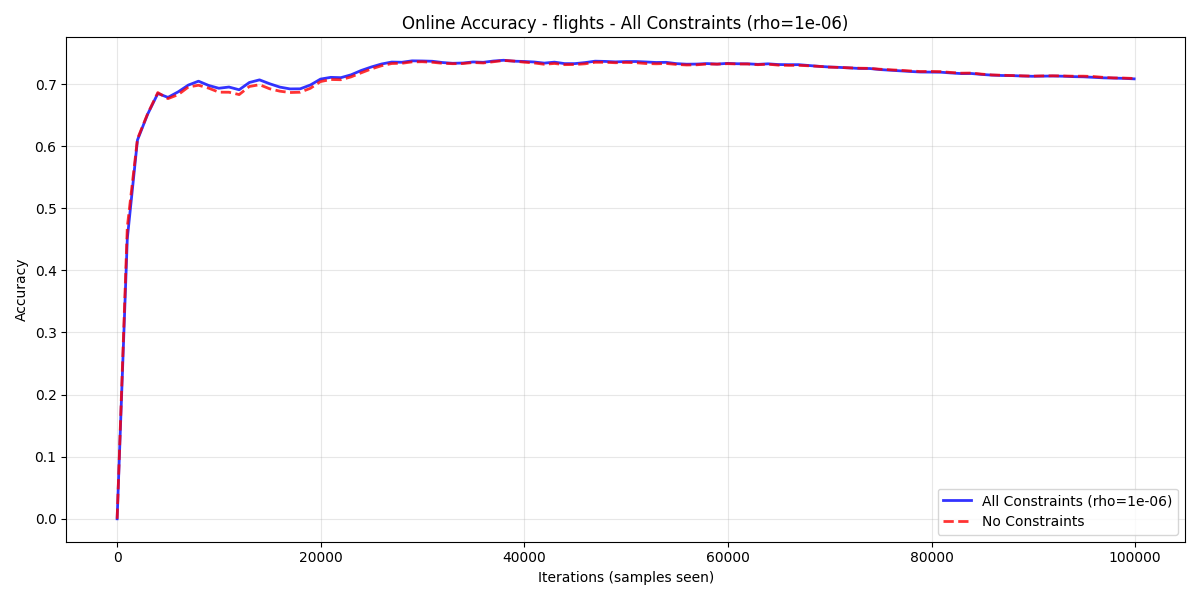 Online Accuracy - flights - All Constraints (rho=1e-06)
Accuracy
0.7
0.6
0.5
0.4
0.3
0.2
0.1
0.0
All Constraints (rho=1e-06)
No Constraints
0 20000 40000 60000 80000 100000
Iterations (samples seen)